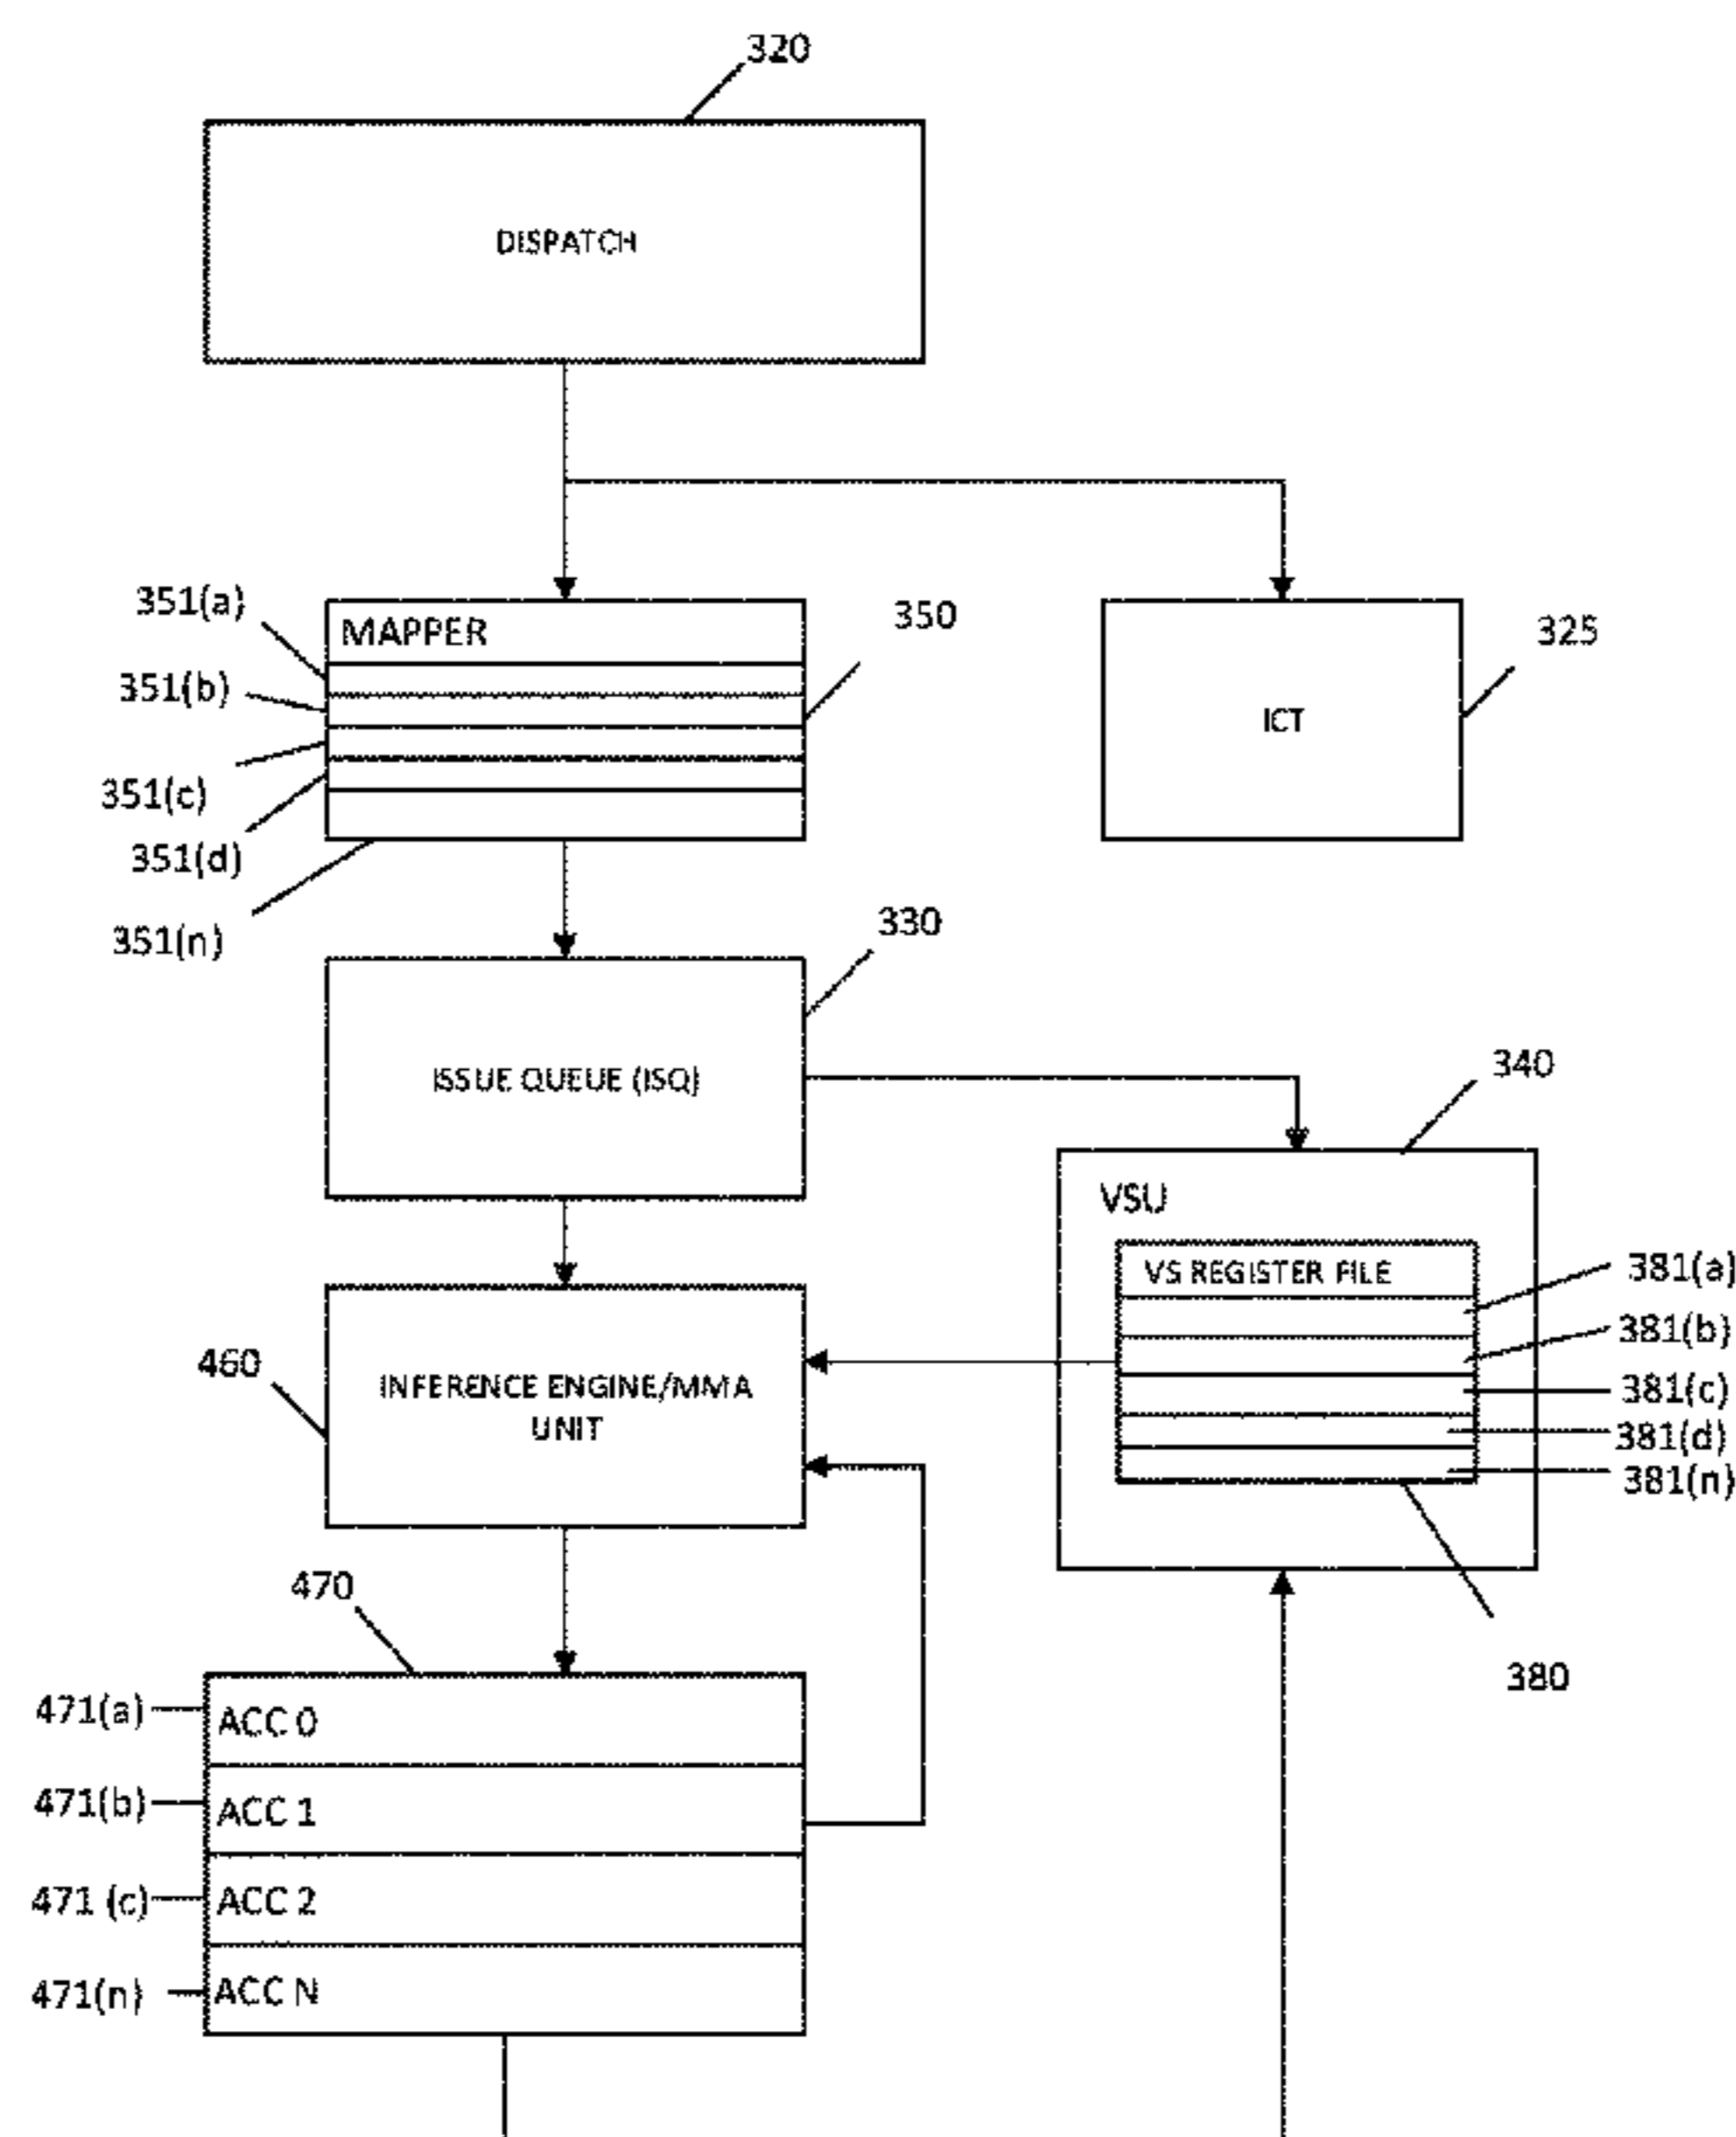 320
DISPATCH
351(a)
MAPPER
350
325
351(b)
ICT
351(c)
351(d)
351(n)
330
ISSUE QUEUE (ISQ)
340
VSU
VS REGISTER FILE
381(a)
381(b)
460
INFERENCE ENGINE/MMA
UNIT
381(c)
381(d)
381(n)
470
380
471(a)
ACC 0
471(b)
ACC 1
471 (c)
ACC 2
471(n)
ACC N